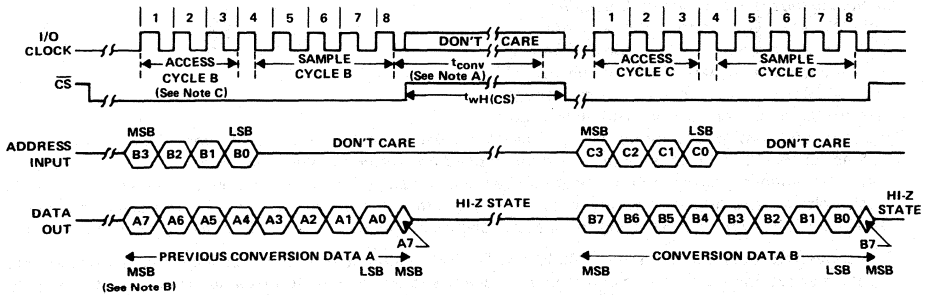 1 2 3 4 5 6 7 8 1 2 3 4 5 6 7 8
I/O
CLOCK
DON'T CARE
ACCESS
CYCLE B
(See Note C)
SAMPLE
CYCLE B
tconv
(See Note A)
ACCESS
CYCLE C
SAMPLE
CYCLE C
CS
twH(CS)
ADDRESS
INPUT
MSB LSB
B3 B2 B1 B0
DON'T CARE
MSB LSB
C3 C2 C1 C0
DON'T CARE
DATA
OUT
A7 A6 A5 A4 A3 A2 A1 A0
A7
HI-Z STATE
B7 B6 B5 B4 B3 B2 B1 B0
B7
HI-Z
STATE
PREVIOUS CONVERSION DATA A
MSB LSB MSB
(See Note B)
CONVERSION DATA B
MSB LSB MSB